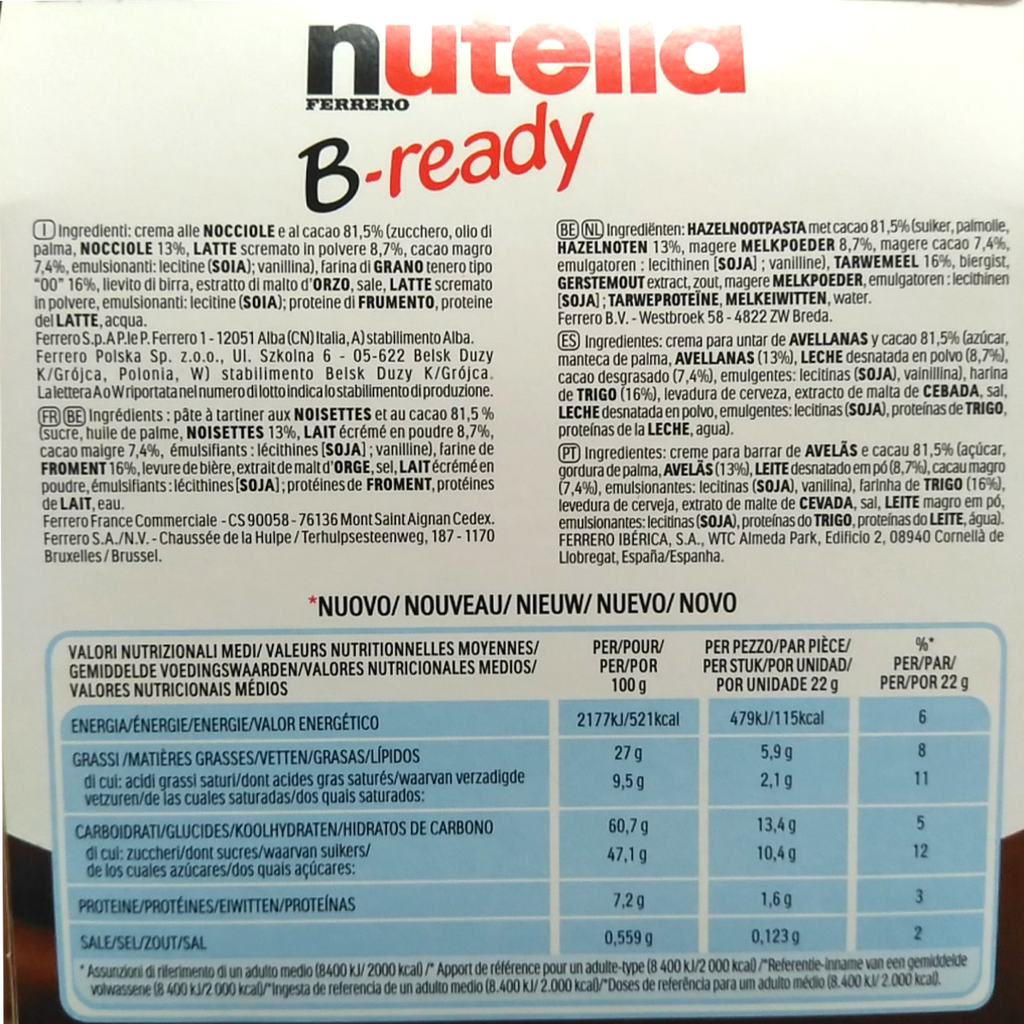 nutella
FERRERO
B-ready
I Ingredienti: crema alle NOCCIOLE e al cacao 81,5% (zucchero, olio di
palma, NOCCIOLE 13%, LATTE scremato in polvere 8,7%, cacao magro
7,4%, emulsionanti: lecitine (SOIA); vanillina), farina di GRANO tenero tipo
"00" 16%, lievito di birra, estratto di malto d'ORZO, sale, LATTE scremato
in polvere, emulsionanti: lecitine (SOIA); proteine di FRUMENTO, proteine
del LATTE, acqua.
Ferrero S.p.A P.le P. Ferrero 1 - 12051 Alba (CN) Italia, A) stabilimento Alba.
Ferrero Polska Sp. z.o.o., Ul. Szkolna 6 - 05-622 Belsk Duzy
K/Grójca, Polonia, W) stabilimento Belsk Duzy K/Grójca.
La lettera A o W riportata nel numero di lotto indica lo stabilimento di produzione.
FR BE Ingrédients : pâte à tartiner aux NOISETTES et au cacao 81,5 %
(sucre, huile de palme, NOISETTES 13%, LAIT écrémé en poudre 8,7%,
cacao maigre 7,4%, émulsifiants : lécithines [SOJA] ; vanilline), farine de
FROMENT 16%, levure de bière, extrait de malt d'ORGE, sel, LAIT écrémé en
poudre, émulsifiants : lécithines [SOJA] ; protéines de FROMENT, protéines
de LAIT, eau.
Ferrero France Commerciale - CS 90058 - 76136 Mont Saint Aignan Cedex.
Ferrero S.A./N.V. - Chaussée de la Hulpe / Terhulpsesteenweg, 187 - 1170
Bruxelles / Brussel.
BE NL Ingrediënten: HAZELNOOTPASTA met cacao 81,5% (suiker, palmolie,
HAZELNOTEN 13%, magere MELKPOEDER 8,7%, magere cacao 7,4%,
emulgatoren : lecithinen [SOJA] ; vanilline), TARWEMEEL 16%, biergist,
GERSTEMOUT extract, zout, magere MELKPOEDER, emulgatoren : lecithinen
[SOJA] ; TARWEPROTEÏNE, MELKEIWITTEN, water.
Ferrero B.V. - Westbroek 58 - 4822 ZW Breda.
ES Ingredientes: crema para untar de AVELLANAS y cacao 81,5% (azúcar,
manteca de palma, AVELLANAS (13%), LECHE desnatada en polvo (8,7%),
cacao desgrasado (7,4%), emulgentes: lecitinas (SOJA), vainillina), harina
de TRIGO (16%), levadura de cerveza, extracto de malta de CEBADA, sal,
LECHE desnatada en polvo, emulgentes: lecitinas (SOJA), proteínas de TRIGO,
proteínas de la LECHE, agua).
PT Ingredientes: creme para barrar de AVELÃS e cacau 81,5% (açúcar,
gordura de palma, AVELÃS (13%), LEITE desnatado em pó (8,7%), cacau magro
(7,4%), emulsionantes: lecitinas (SOJA), vanilina), farinha de TRIGO (16%),
levedura de cerveja, extrato de malte de CEVADA, sal, LEITE magro em pó,
emulsionantes: lecitinas (SOJA), proteínas do TRIGO, proteínas do LEITE, água).
FERRERO IBÉRICA, S.A., WTC Almeda Park, Edificio 2, 08940 Cornellà de
Llobregat, España/Espanha.
*NUOVO/ NOUVEAU/ NIEUW/ NUEVO/ NOVO
VALORI NUTRIZIONALI MEDI/ VALEURS NUTRITIONNELLES MOYENNES/
GEMIDDELDE VOEDINGSWAARDEN/VALORES NUTRICIONALES MEDIOS/
VALORES NUTRICIONAIS MÉDIOS
PER/POUR/
PER/POR
100 g
PER PEZZO/PAR PIÈCE/
PER STUK/POR UNIDAD/
POR UNIDADE 22 g
%*
PER/PAR/
PER/POR 22 g
ENERGIA/ÉNERGIE/ENERGIE/VALOR ENERGÉTICO 2177kJ/521kcal 479kJ/115kcal 6
GRASSI /MATIÈRES GRASSES/VETTEN/GRASAS/LÍPIDOS 27 g 5,9 g 8
di cui: acidi grassi saturi/dont acides gras saturés/waarvan verzadigde 9,5 g 2,1 g 11
vetzuren/de las cuales saturadas/dos quais saturados:
CARBOIDRATI/GLUCIDES/KOOLHYDRATEN/HIDRATOS DE CARBONO 60,7 g 13,4 g 5
di cui: zuccheri/dont sucres/waarvan suikers/ 47,1 g 10,4 g 12
de los cuales azúcares/dos quais açúcares:
PROTEINE/PROTÉINES/EIWITTEN/PROTEÍNAS 7,2 g 1,6 g 3
SALE/SEL/ZOUT/SAL 0,559 g 0,123 g 2
* Assunzioni di riferimento di un adulto medio (8400 kJ/ 2000 kcal) /* Apport de référence pour un adulte-type (8 400 kJ/2 000 kcal) /*Referentie-inname van een gemiddelde
volwassene (8 400 kJ/2 000 kcal)/*Ingesta de referencia de un adulto medio (8.400 kJ/ 2.000 kcal)/*Doses de referência para um adulto médio (8.400 kJ/ 2.000 kcal).